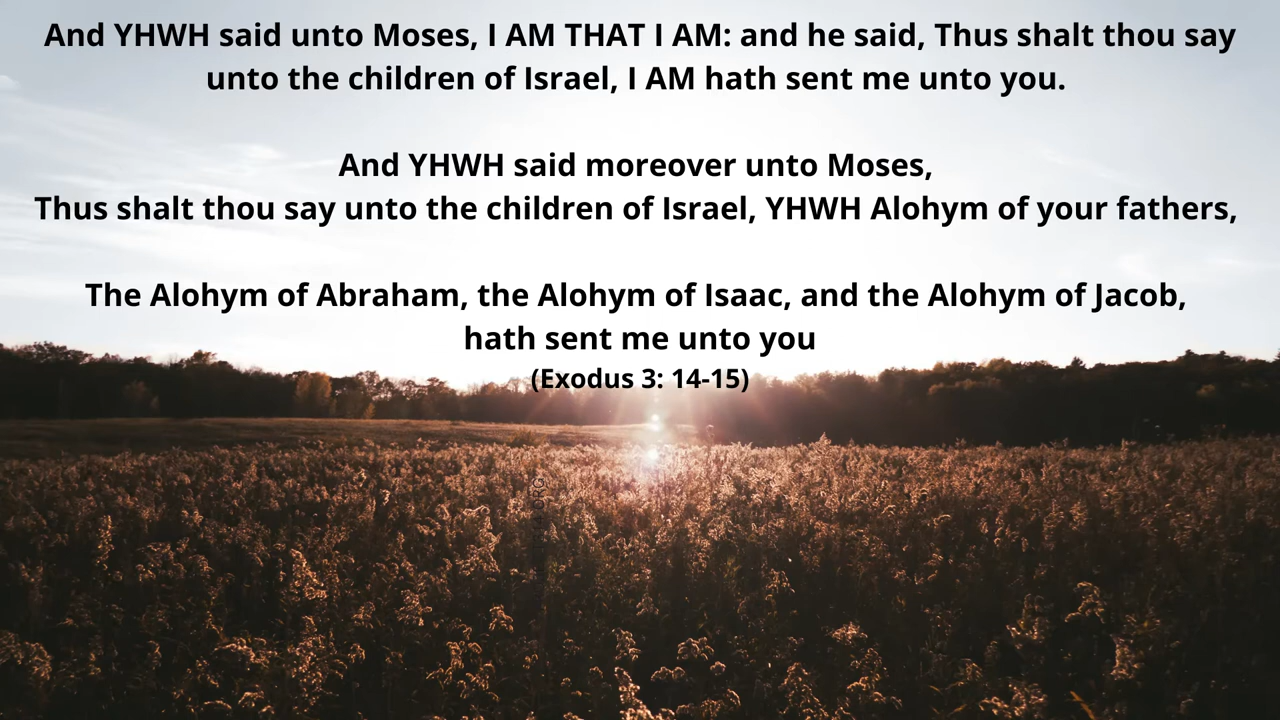 And YHWH said unto Moses, I AM THAT I AM: and he said, Thus shalt thou say
unto the children of Israel, I AM hath sent me unto you.
And YHWH said moreover unto Moses,
Thus shalt thou say unto the children of Israel, YHWH Alohym of your fathers,
The Alohym of Abraham, the Alohym of Isaac, and the Alohym of Jacob,
hath sent me unto you
(Exodus 3: 14-15)